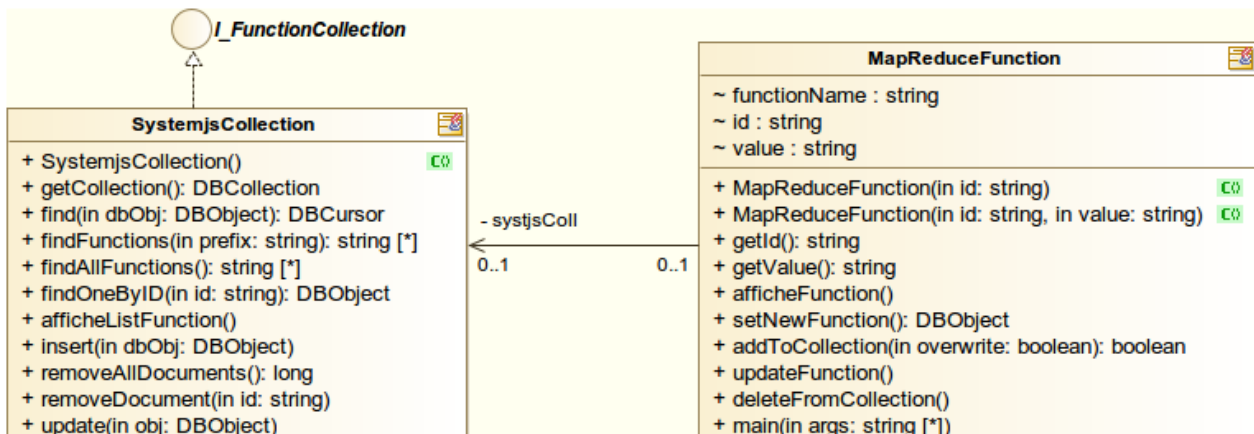 I_FunctionCollection
SystemjsCollection
+ SystemjsCollection()
+ getCollection(): DBCollection
+ find(in dbObj: DBObject): DBCursor
+ findFunctions(in prefix: string): string [*]
+ findAllFunctions(): string [*]
+ findOneByID(in id: string): DBObject
+ afficheListFunction()
+ insert(in dbObj: DBObject)
+ removeAllDocuments(): long
+ removeDocument(in id: string)
+ update(in obj: DBObject)
- systjsColl
0..1
0..1
MapReduceFunction
~ functionName : string
~ id : string
~ value : string
+ MapReduceFunction(in id: string)
+ MapReduceFunction(in id: string, in value: string)
+ getId(): string
+ getValue(): string
+ afficheFunction()
+ setNewFunction(): DBObject
+ addToCollection(in overwrite: boolean): boolean
+ updateFunction()
+ deleteFromCollection()
+ main(in args: string [*])